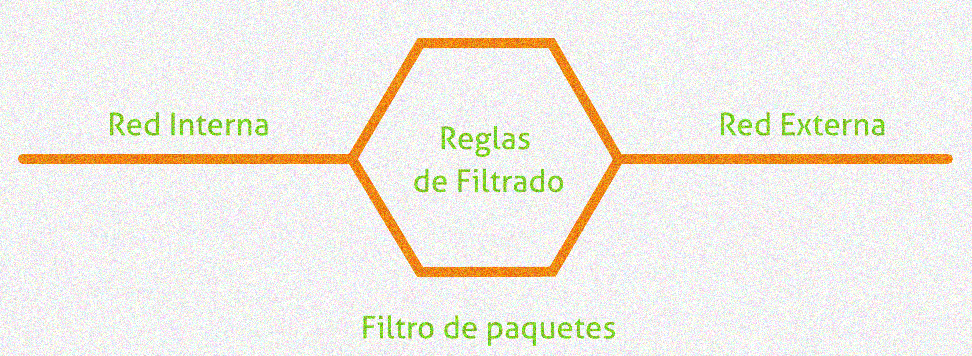 Red Interna
Red Externa
Reglas
de Filtrado
Filtro de paquetes